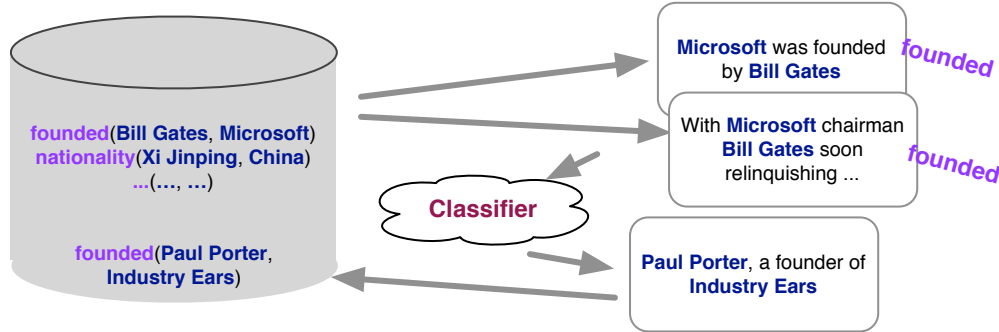 founded(Bill Gates, Microsoft)
nationality(Xi Jinping, China)
...(..., ...)
founded(Paul Porter,
Industry Ears)
Microsoft was founded
by Bill Gates
founded
With Microsoft chairman
Bill Gates soon
relinquishing ...
founded
Classifier
Paul Porter, a founder of
Industry Ears